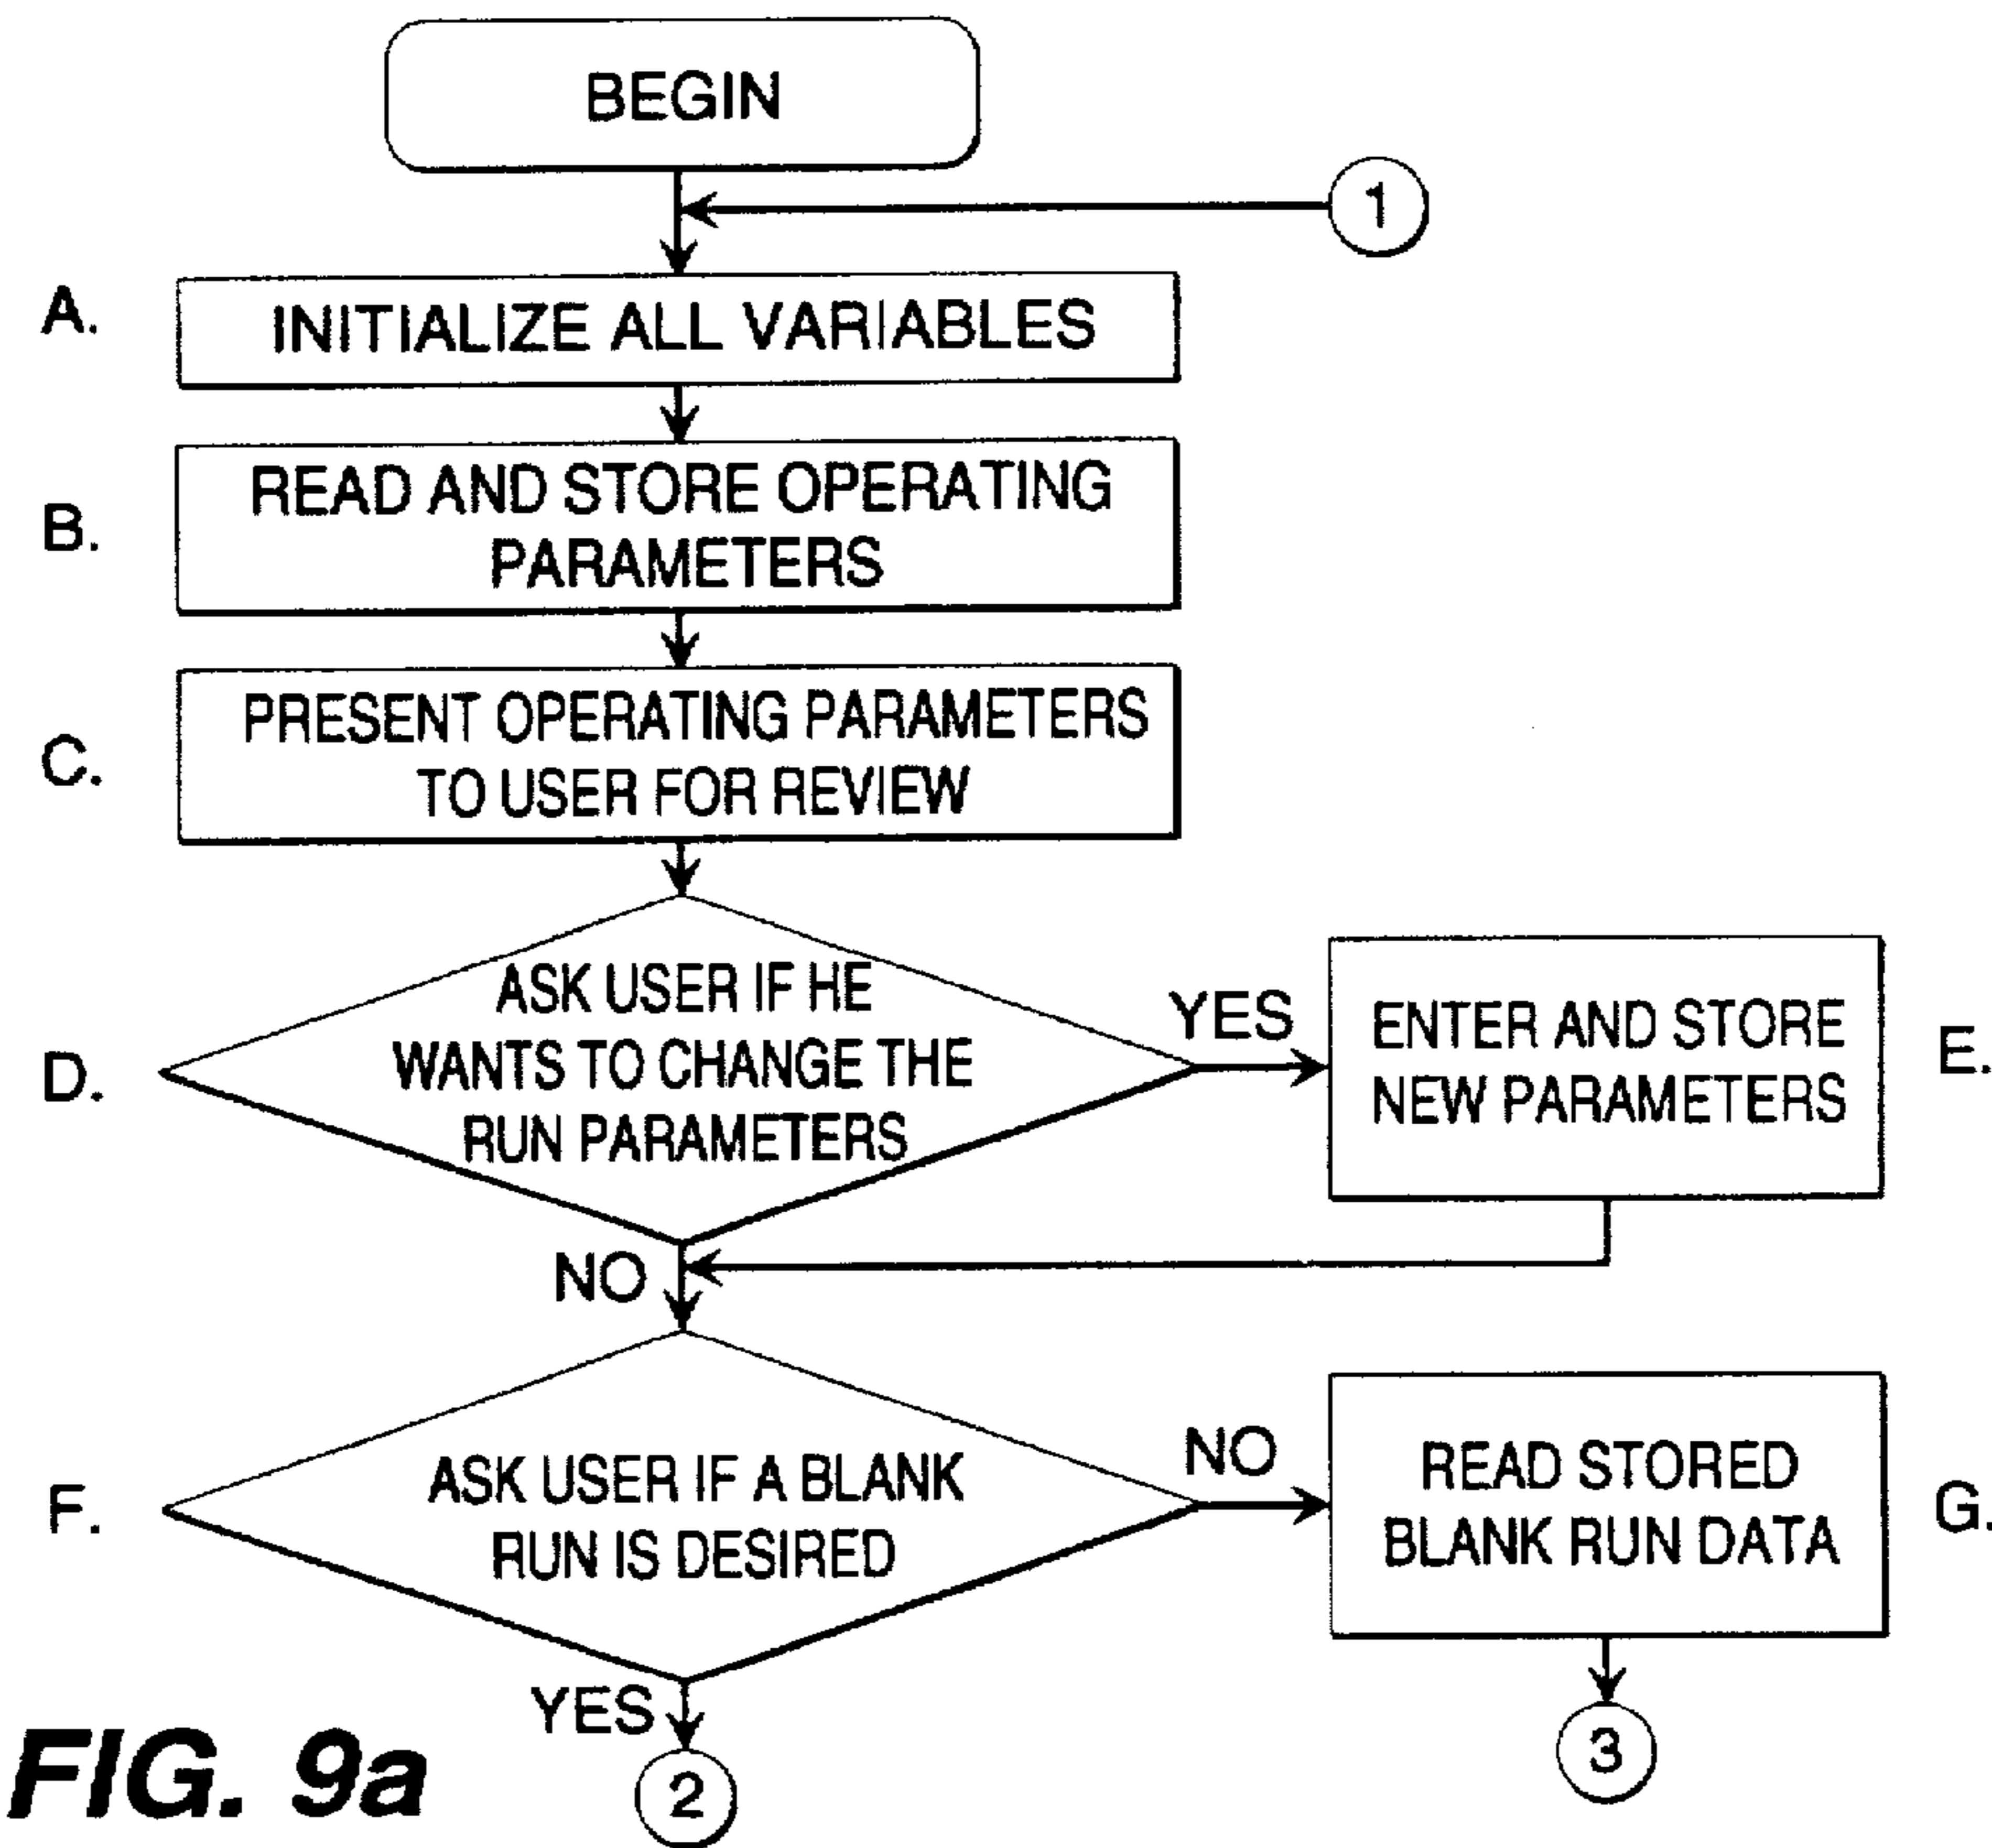 BEGIN
1
A.
INITIALIZE ALL VARIABLES
B.
READ AND STORE OPERATING
PARAMETERS
C.
PRESENT OPERATING PARAMETERS
TO USER FOR REVIEW
D.
ASK USER IF HE
WANTS TO CHANGE THE
RUN PARAMETERS
YES
ENTER AND STORE
NEW PARAMETERS
E.
NO
F.
ASK USER IF A BLANK
RUN IS DESIRED
NO
READ STORED
BLANK RUN DATA
G.
YES
2
3
FIG. 9a